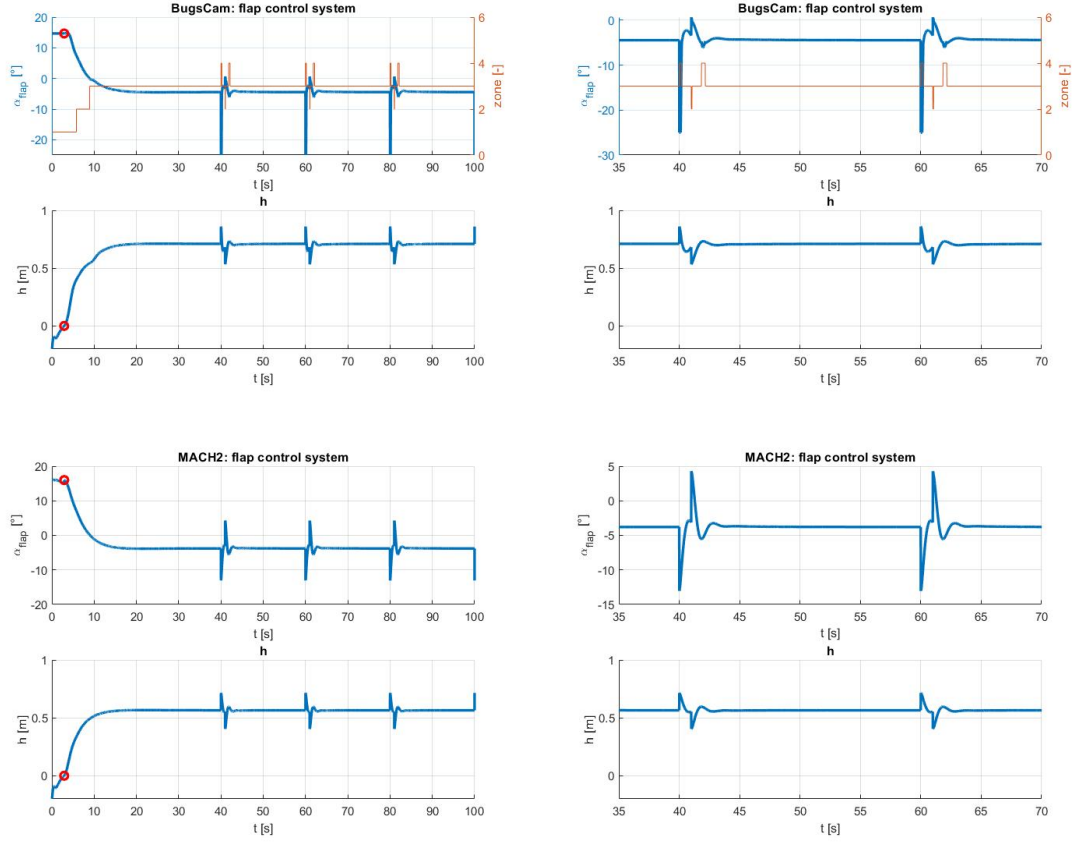 BugsCam: flap control system
20
10
0
-10
-20
α_flap [°]
6
4
2
0
zone [-]
0 10 20 30 40 50 60 70 80 90 100
t [s]
h
1
0.5
0
h [m]
0 10 20 30 40 50 60 70 80 90 100
t [s]
BugsCam: flap control system
0
-10
-20
-30
α_flap [°]
6
4
2
0
zone [-]
35 40 45 50 55 60 65 70
t [s]
h
1
0.5
0
h [m]
35 40 45 50 55 60 65 70
t [s]
MACH2: flap control system
20
10
0
-10
-20
α_flap [°]
0 10 20 30 40 50 60 70 80 90 100
t [s]
h
1
0.5
0
h [m]
0 10 20 30 40 50 60 70 80 90 100
t [s]
MACH2: flap control system
5
0
-5
-10
-15
α_flap [°]
35 40 45 50 55 60 65 70
t [s]
h
1
0.5
0
h [m]
35 40 45 50 55 60 65 70
t [s]